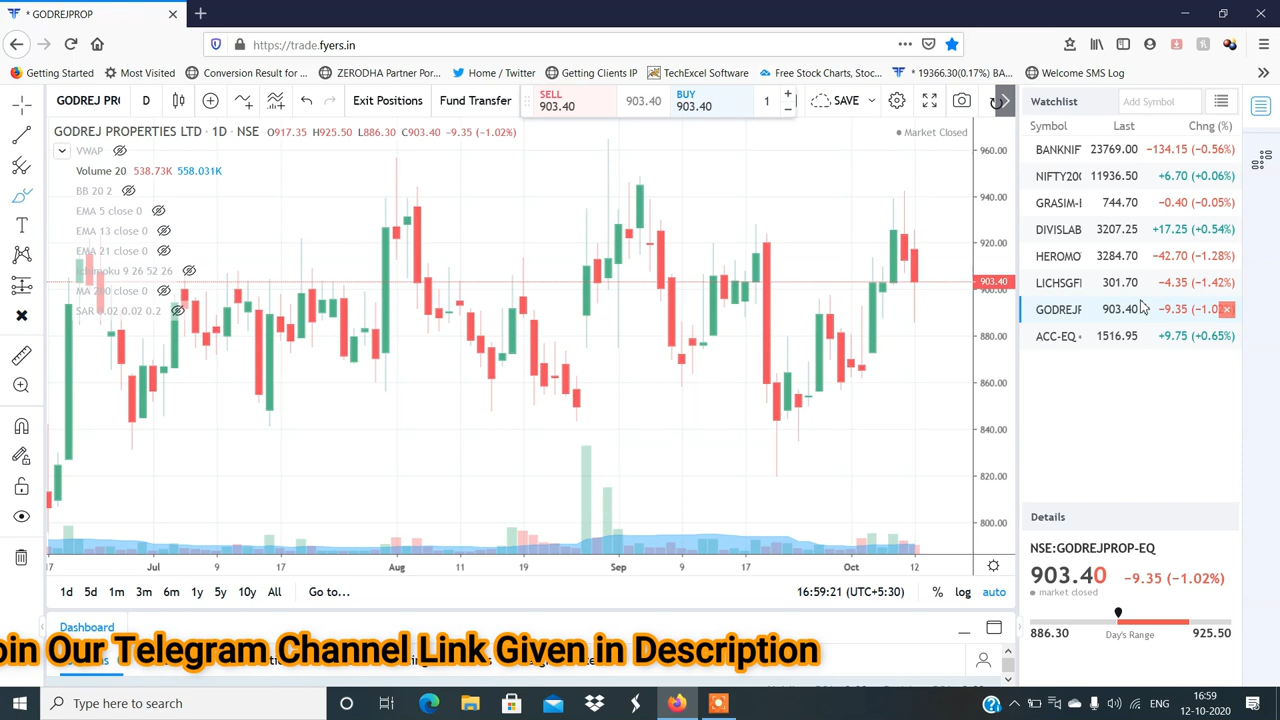 * GODREJPROP
https://trade.fyers.in
Getting Started
Most Visited
Conversion Result for ...
ZERODHA Partner Por...
Home / Twitter
Getting Clients IP
TechExcel Software
Free Stock Charts, Stoc...
* 19366.30(0.17%) BA...
Welcome SMS Log
GODREJ PR
D
Exit Positions
Fund Transfer
SELL
903.40
903.40
BUY
903.40
1
SAVE
Watchlist
Add Symbol
GODREJ PROPERTIES LTD · 1D · NSE O917.35 H925.50 L886.30 C903.40 −9.35 (−1.02%)
Market Closed
VWAP
Volume 20 538.73K 558.031K
BB 20 2
EMA 5 close 0
EMA 13 close 0
EMA 21 close 0
Ichimoku 9 26 52 26
MA 200 close 0
SAR 0.02 0.02 0.2
960.00
940.00
920.00
903.40
900.00
880.00
860.00
840.00
820.00
800.00
Symbol Last Chng (%)
BANKNIF 23769.00 −134.15 (−0.56%)
NIFTY20 11936.50 +6.70 (+0.06%)
GRASIM- 744.70 −0.40 (−0.05%)
DIVISLAB 3207.25 +17.25 (+0.54%)
HEROMO 3284.70 −42.70 (−1.28%)
LICHSGF 301.70 −4.35 (−1.42%)
GODREJF 903.40 −9.35 (−1.0
ACC-EQ 1516.95 +9.75 (+0.65%)
17 Jul 9 17 Aug 11 19 Sep 9 17 Oct 12
1d 5d 1m 3m 6m 1y 5y 10y All Go to...
16:59:21 (UTC+5:30) % log auto
Details
NSE:GODREJPROP-EQ
903.40 −9.35 (−1.02%)
market closed
886.30 Day's Range 925.50
Dashboard
oin Our Telegram Channel Link Given in Description
Type here to search
ENG
16:59
12-10-2020